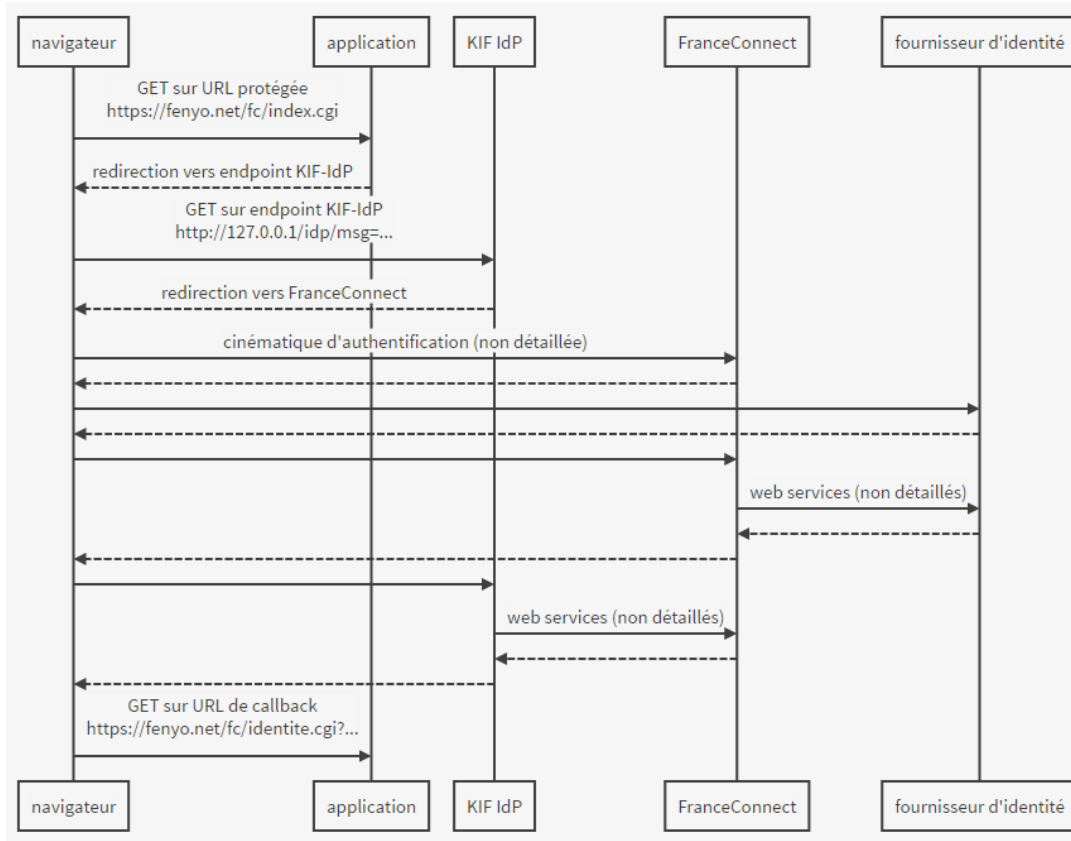 navigateur
application
KIF IdP
FranceConnect
fournisseur d'identité
GET sur URL protégée
https://fenyo.net/fc/index.cgi
redirection vers endpoint KIF-IdP
GET sur endpoint KIF-IdP
http://127.0.0.1/idp/msg=...
redirection vers FranceConnect
cinématique d'authentification (non détaillée)
web services (non détaillés)
web services (non détaillés)
GET sur URL de callback
https://fenyo.net/fc/identite.cgi?...
navigateur
application
KIF IdP
FranceConnect
fournisseur d'identité